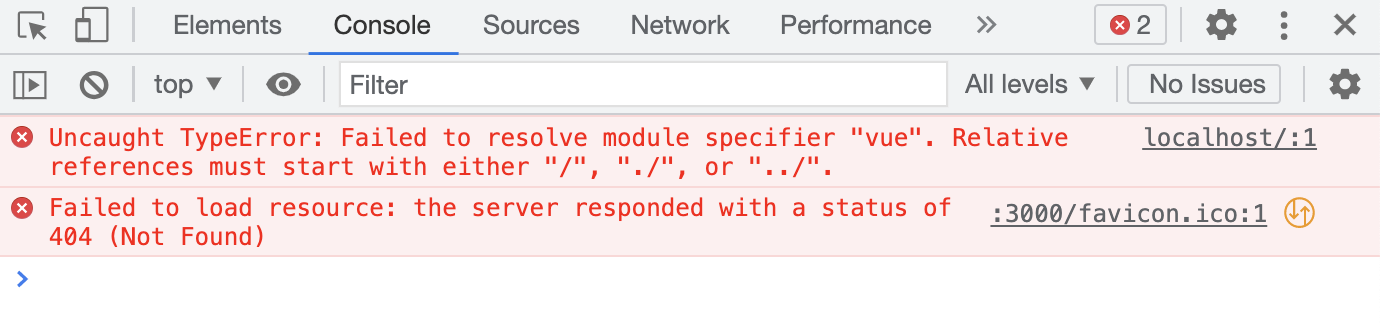 Elements Console Sources Network Performance » 2
top ▼ Filter All levels ▼ No Issues
Uncaught TypeError: Failed to resolve module specifier "vue". Relative localhost/:1
references must start with either "/", "./", or "../".
Failed to load resource: the server responded with a status of :3000/favicon.ico:1
404 (Not Found)